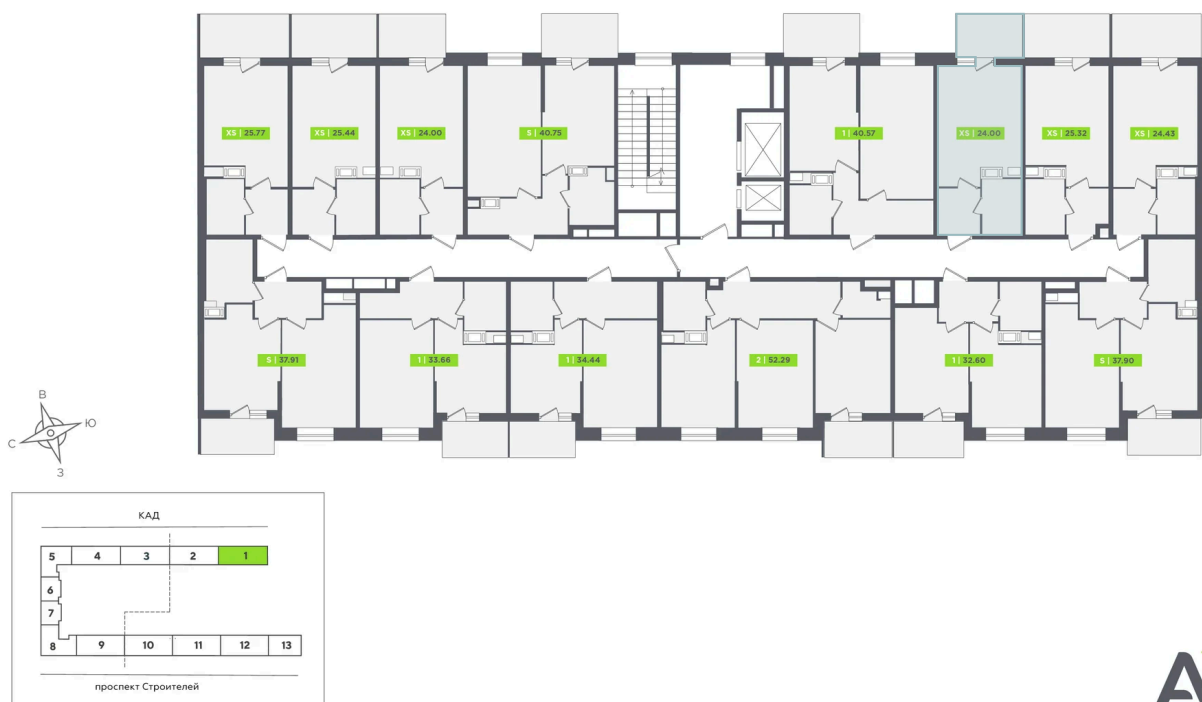 XS | 25.77
XS | 25.44
XS | 24.00
S | 40.75
1 | 40.57
XS | 24.00
XS | 25.32
XS | 24.43
S | 37.91
1 | 33.66
1 | 34.44
2 | 52.29
1 | 32.60
S | 37.90
В
Ю
С
З
КАД
5 4 3 2 1
6
7
8 9 10 11 12 13
проспект Строителей